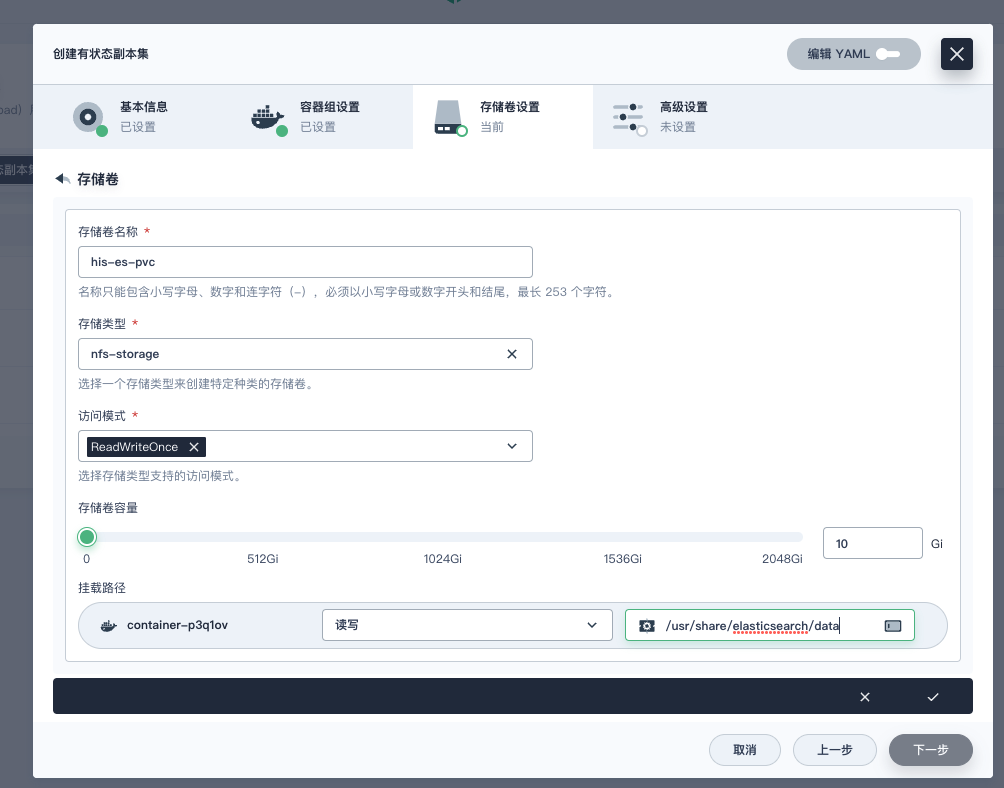 创建有状态副本集
编辑 YAML
oad)
基本信息
已设置
容器组设置
已设置
存储卷设置
当前
高级设置
未设置
态副本集
存储卷
存储卷名称 *
his-es-pvc
名称只能包含小写字母、数字和连字符（-），必须以小写字母或数字开头和结尾，最长 253 个字符。
存储类型 *
nfs-storage
选择一个存储类型来创建特定种类的存储卷。
访问模式 *
ReadWriteOnce
选择存储类型支持的访问模式。
存储卷容量
0 512Gi 1024Gi 1536Gi 2048Gi
10 Gi
挂载路径
container-p3q1ov
读写
/usr/share/elasticsearch/data
取消
上一步
下一步